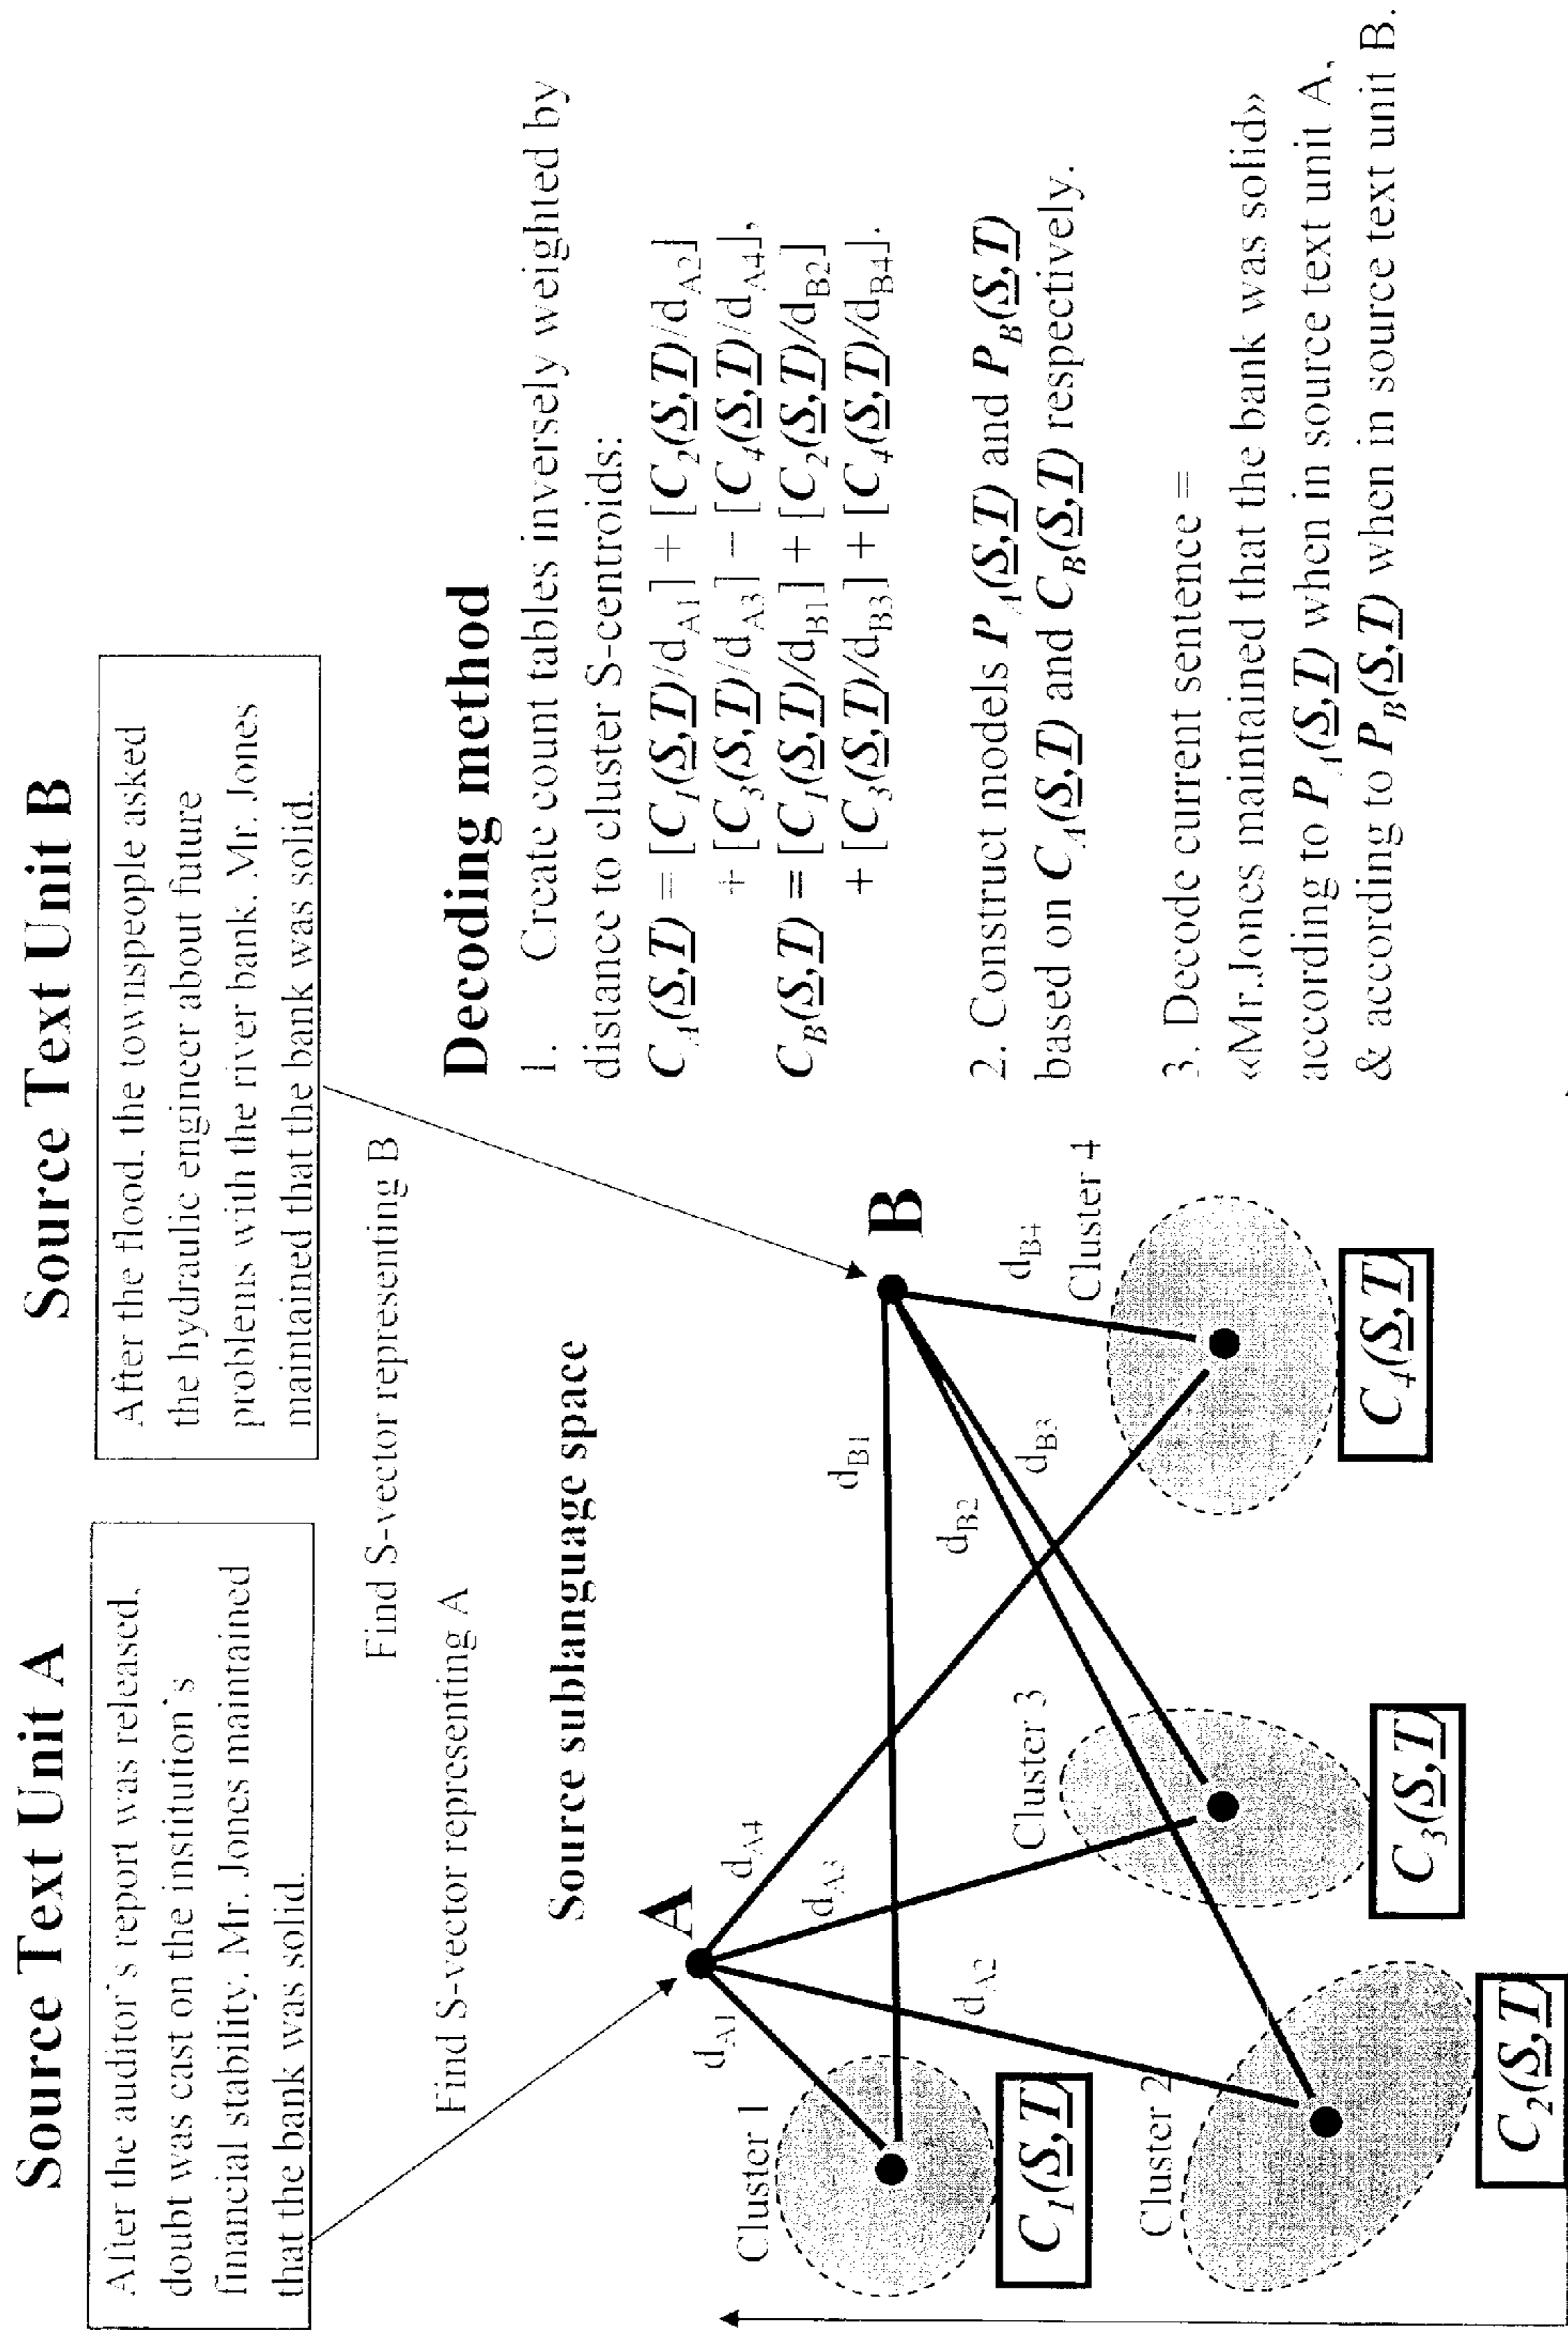 Source Text Unit A
After the auditor's report was released,
doubt was cast on the institution's
financial stability. Mr. Jones maintained
that the bank was solid.
Source Text Unit B
After the flood, the townspeople asked
the hydraulic engineer about future
problems with the river bank. Mr. Jones
maintained that the bank was solid.
Find S-vector representing B
Find S-vector representing A
Source sublanguage space
A
B
d_A1
d_A2
d_A3
d_A4
d_B1
d_B2
d_B3
d_B4
Cluster 1
C_1(S,T)
Cluster 2
C_2(S,T)
Cluster 3
C_3(S,T)
Cluster 4
C_4(S,T)
Decoding method
1. Create count tables inversely weighted by
distance to cluster S-centroids:
C_A(S,T) = [C_1(S,T)/d_A1] + [C_2(S,T)/d_A2]
+ [C_3(S,T)/d_A3] − [C_4(S,T)/d_A4],
C_B(S,T) = [C_1(S,T)/d_B1] + [C_2(S,T)/d_B2]
+ [C_3(S,T)/d_B3] + [C_4(S,T)/d_B4].
2. Construct models P_A(S,T) and P_B(S,T)
based on C_A(S,T) and C_B(S,T) respectively.
3. Decode current sentence =
«Mr.Jones maintained that the bank was solid»
according to P_A(S,T) when in source text unit A,
& according to P_B(S,T) when in source text unit B.